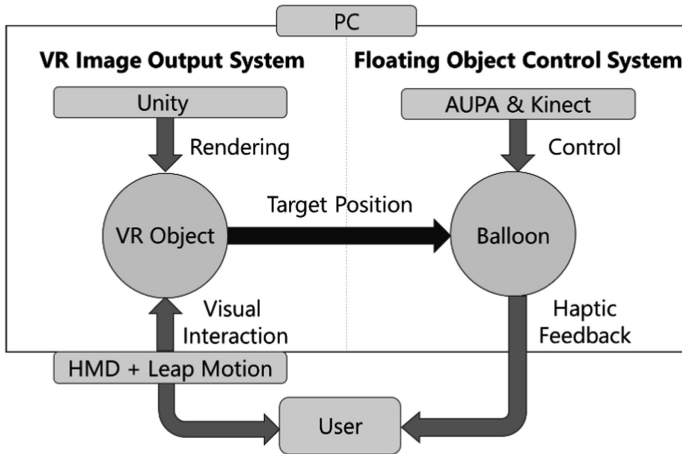 PC
VR Image Output System
Floating Object Control System
Unity
AUPA & Kinect
Rendering
Control
Target Position
VR Object
Balloon
Visual
Interaction
Haptic
Feedback
HMD + Leap Motion
User